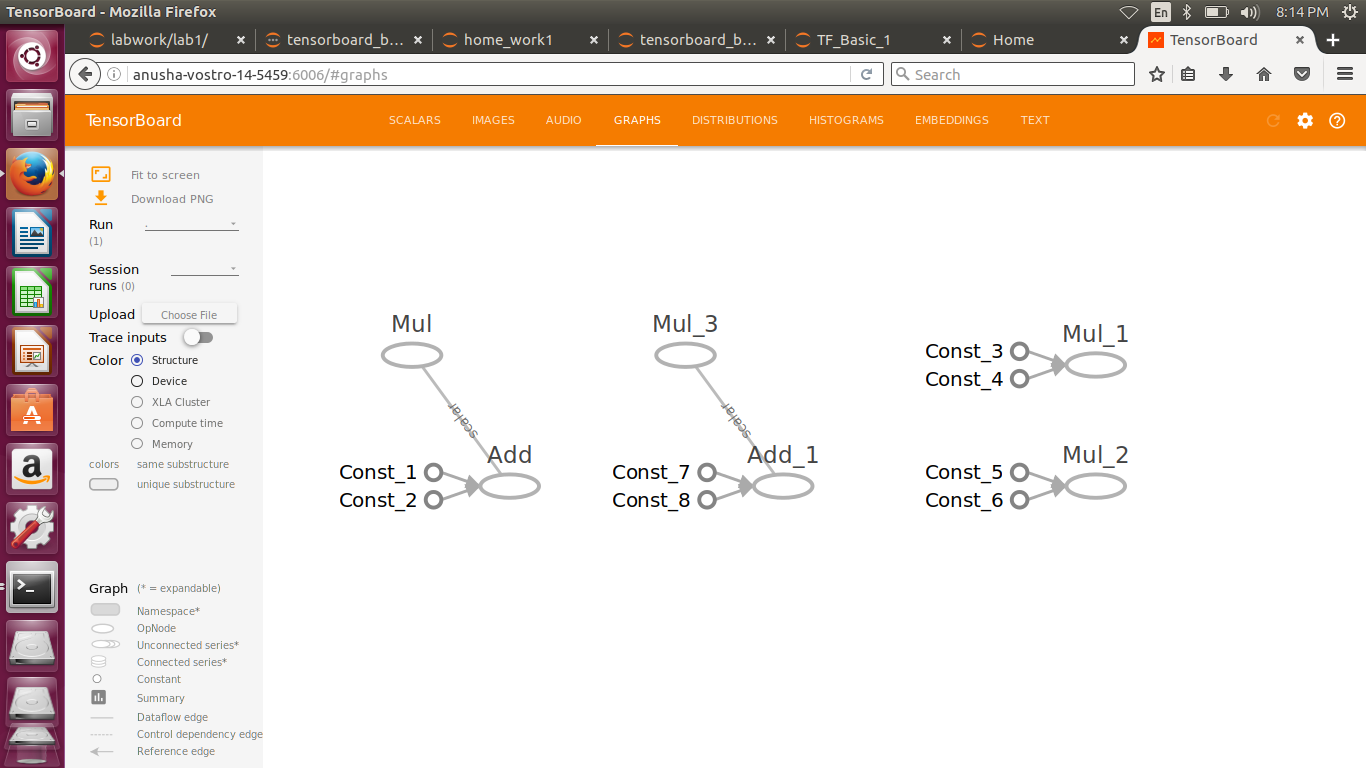 TensorBoard - Mozilla Firefox
En
8:14 PM
labwork/lab1/
tensorboard_b...
home_work1
tensorboard_b...
TF_Basic_1
Home
TensorBoard
anusha-vostro-14-5459:6006/#graphs
Search
TensorBoard
SCALARS
IMAGES
AUDIO
GRAPHS
DISTRIBUTIONS
HISTOGRAMS
EMBEDDINGS
TEXT
Fit to screen
Download PNG
Run
(1)
.
Session
runs (0)
Upload
Choose File
Trace inputs
Color
Structure
Device
XLA Cluster
Compute time
Memory
colors
same substructure
unique substructure
Graph
(* = expandable)
Namespace*
OpNode
Unconnected series*
Connected series*
Constant
Summary
Dataflow edge
Control dependency edge
Reference edge
Mul
scalar
Add
Const_1
Const_2
Mul_3
scalar
Add_1
Const_7
Const_8
Mul_1
Const_3
Const_4
Mul_2
Const_5
Const_6